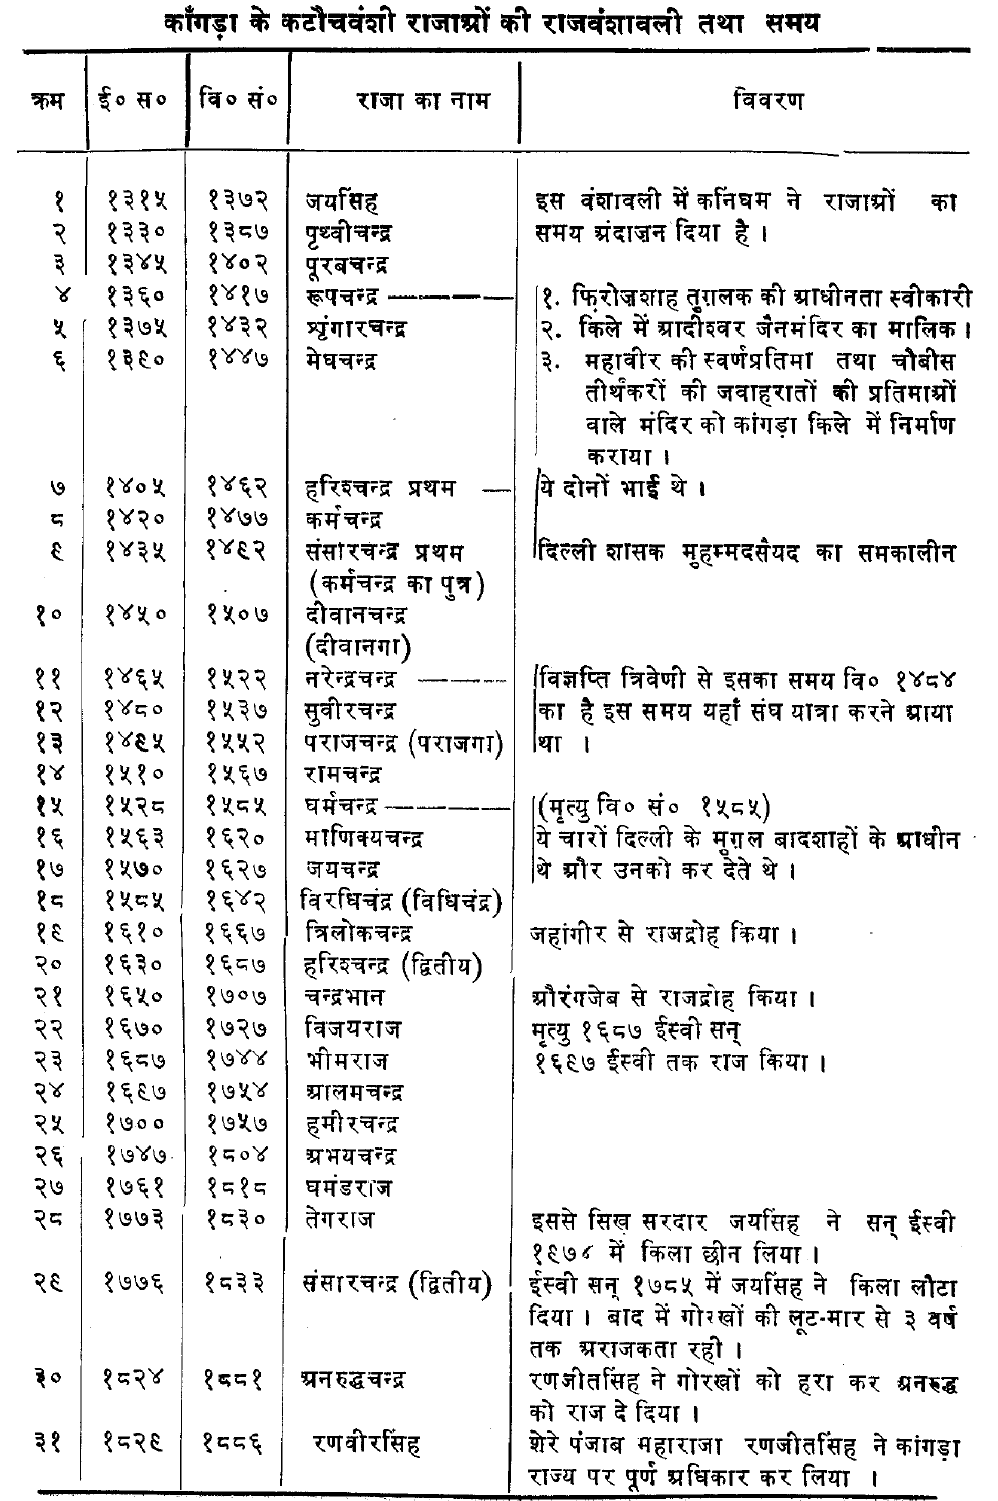 काँगड़ा के कटौचवंशी राजाओं की राजवंशावली तथा समय
क्रम ई० स० वि० सं० राजा का नाम विवरण
१ १३१५ १३७२ जयसिंह इस वंशावली में कनिंघम ने राजाओं का
२ १३३० १३८७ पृथ्वीचन्द्र समय अंदाज़न दिया है ।
३ १३४५ १४०२ पूरबचन्द्र
४ १३६० १४१७ रूपचन्द्र ———— १. फ़िरोज़शाह तुग़लक की आधीनता स्वीकारी
५ १३७५ १४३२ श्रृंगारचन्द्र २. किले में आदीश्वर जैनमंदिर का मालिक ।
६ १३९० १४४७ मेघचन्द्र ३. महावीर की स्वर्णप्रतिमा तथा चौबीस
तीर्थंकरों की जवाहरातों की प्रतिमाओं
वाले मंदिर को कांगड़ा किले में निर्माण
कराया ।
७ १४०५ १४६२ हरिश्चन्द्र प्रथम — ये दोनों भाई थे ।
८ १४२० १४७७ कर्मचन्द्र
९ १४३५ १४९२ संसारचन्द्र प्रथम दिल्ली शासक मुहम्मदसैयद का समकालीन
(कर्मचन्द्र का पुत्र)
१० १४५० १५०७ दीवानचन्द्र
(दीवानगा)
११ १४६५ १५२२ नरेन्द्रचन्द्र ———— विज्ञप्ति त्रिवेणी से इसका समय वि० १४८४
१२ १४८० १५३७ सुवीरचन्द्र का है इस समय यहाँ संघ यात्रा करने आया
१३ १४९५ १५५२ पराजचन्द्र (पराजगा) था ।
१४ १५१० १५६७ रामचन्द्र
१५ १५२८ १५८५ धर्मचन्द्र ———— (मृत्यु वि० सं० १५८५)
१६ १५६३ १६२० माणिक्यचन्द्र ये चारों दिल्ली के मुग़ल बादशाहों के आधीन
१७ १५७० १६२७ जयचन्द्र थे और उनको कर देते थे ।
१८ १५८५ १६४२ विरधिचंद्र (विधिचंद्र)
१९ १६१० १६६७ त्रिलोकचन्द्र जहांगीर से राजद्रोह किया ।
२० १६३० १६८७ हरिश्चन्द्र (द्वितीय)
२१ १६५० १७०७ चन्द्रभान औरंगजेब से राजद्रोह किया ।
२२ १६७० १७२७ विजयराज मृत्यु १६८७ ईस्वी सन्
२३ १६८७ १७४४ भीमराज १६९७ ईस्वी तक राज किया ।
२४ १६९७ १७५४ आलमचन्द्र
२५ १७०० १७५७ हमीरचन्द्र
२६ १७४७ १८०४ अभयचन्द्र
२७ १७६१ १८१८ घमंडराज
२८ १७७३ १८३० तेगराज इससे सिख सरदार जयसिंह ने सन् ईस्वी
में किला छीन लिया ।
२९ १७७६ १८३३ संसारचन्द्र (द्वितीय) ईस्वी सन् १७८५ में जयसिंह ने किला लौटा
दिया । बाद में गोरखों की लूट-मार से ३ वर्ष
तक अराजकता रही ।
३० १८२४ १८८१ अनरुद्धचन्द्र रणजीतसिंह ने गोरखों को हरा कर अनरुद्ध
को राज दे दिया ।
३१ १८२९ १८८६ रणवीरसिंह शेरे पंजाब महाराजा रणजीतसिंह ने कांगड़ा
राज्य पर पूर्ण अधिकार कर लिया ।